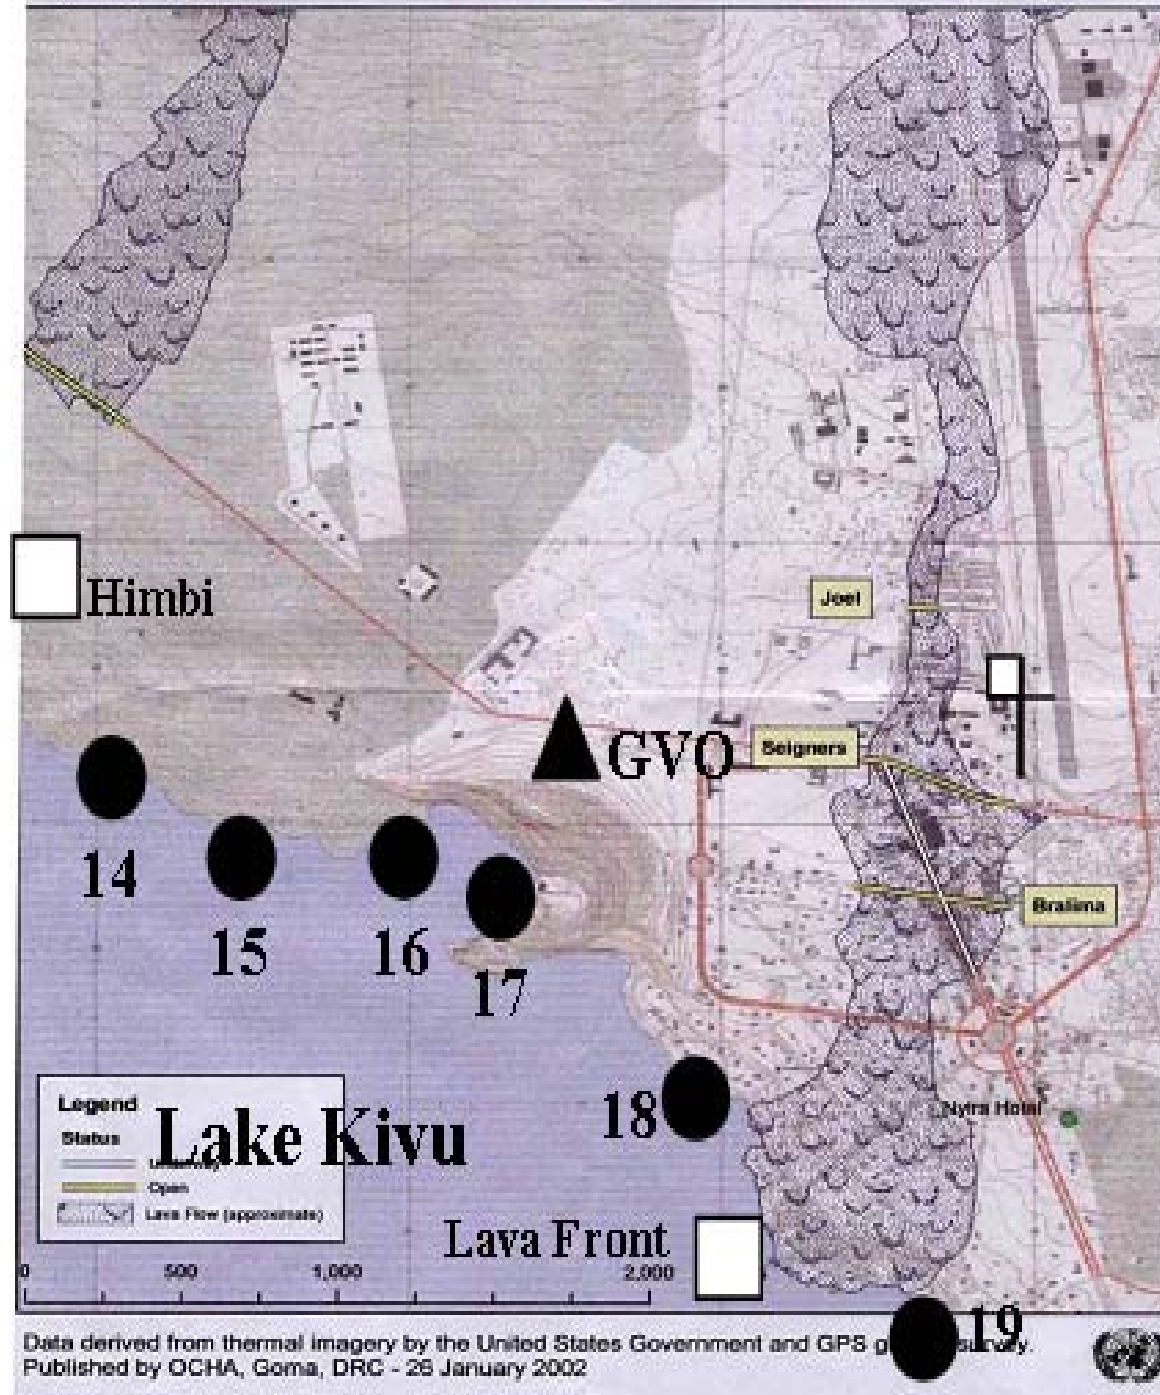 Himbi
Joel
GVO
Seigners
14
15
16
17
Bralima
18
Nyira Hotel
Legend
Status
Open
Lava Flow (approximate)
Lake Kivu
Lava Front
0 500 1,000 2,000
19
Data derived from thermal imagery by the United States Government and GPS survey.
Published by OCHA, Goma, DRC - 26 January 2002